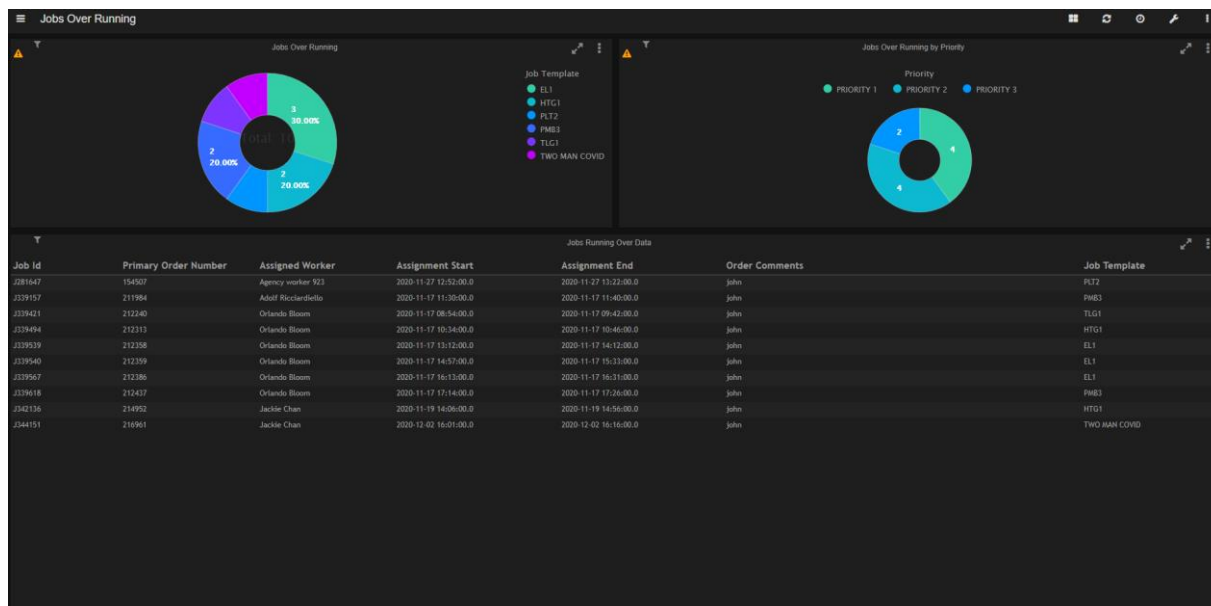 Jobs Over Running
Jobs Over Running
Job Template
EL1
HTG1
PLT2
PMB3
TLG1
TWO MAN COVID
3
30.00%
Total 10
2
20.00%
2
20.00%
Jobs Over Running by Priority
Priority
PRIORITY 1 PRIORITY 2 PRIORITY 3
2
4
4
Jobs Running Over Data
Job Id Primary Order Number Assigned Worker Assignment Start Assignment End Order Comments Job Template
J281647 154507 Agency worker 923 2020-11-27 12:52:00.0 2020-11-27 13:22:00.0 john PLT2
J339157 211984 Adolf Ricciardiello 2020-11-17 11:30:00.0 2020-11-17 11:40:00.0 john PMB3
J339421 212240 Orlando Bloom 2020-11-17 08:54:00.0 2020-11-17 09:42:00.0 john TLG1
J339494 212313 Orlando Bloom 2020-11-17 10:34:00.0 2020-11-17 10:46:00.0 john HTG1
J339539 212358 Orlando Bloom 2020-11-17 13:12:00.0 2020-11-17 14:12:00.0 john EL1
J339540 212359 Orlando Bloom 2020-11-17 14:57:00.0 2020-11-17 15:33:00.0 john EL1
J339567 212386 Orlando Bloom 2020-11-17 16:13:00.0 2020-11-17 16:31:00.0 john EL1
J339618 212437 Orlando Bloom 2020-11-17 17:14:00.0 2020-11-17 17:26:00.0 john PMB3
J342136 214952 Jackie Chan 2020-11-19 14:06:00.0 2020-11-19 14:56:00.0 john HTG1
J344151 216961 Jackie Chan 2020-12-02 16:01:00.0 2020-12-02 16:16:00.0 john TWO MAN COVID